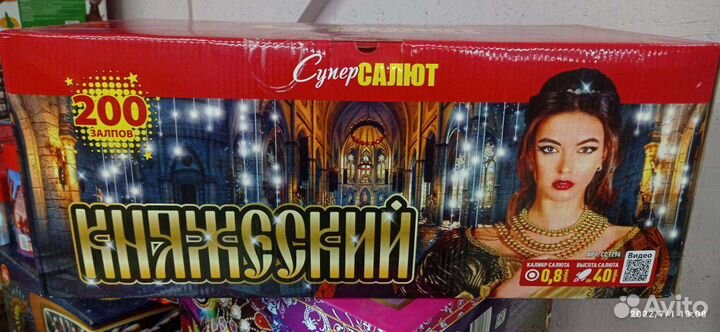 СуперСАЛЮТ
200
ЗАЛПОВ
КНЯЖЕСКИЙ
Видео
КАЛИБР САЛЮТА
ВЫСОТА САЛЮТА
0,8
40
Avito